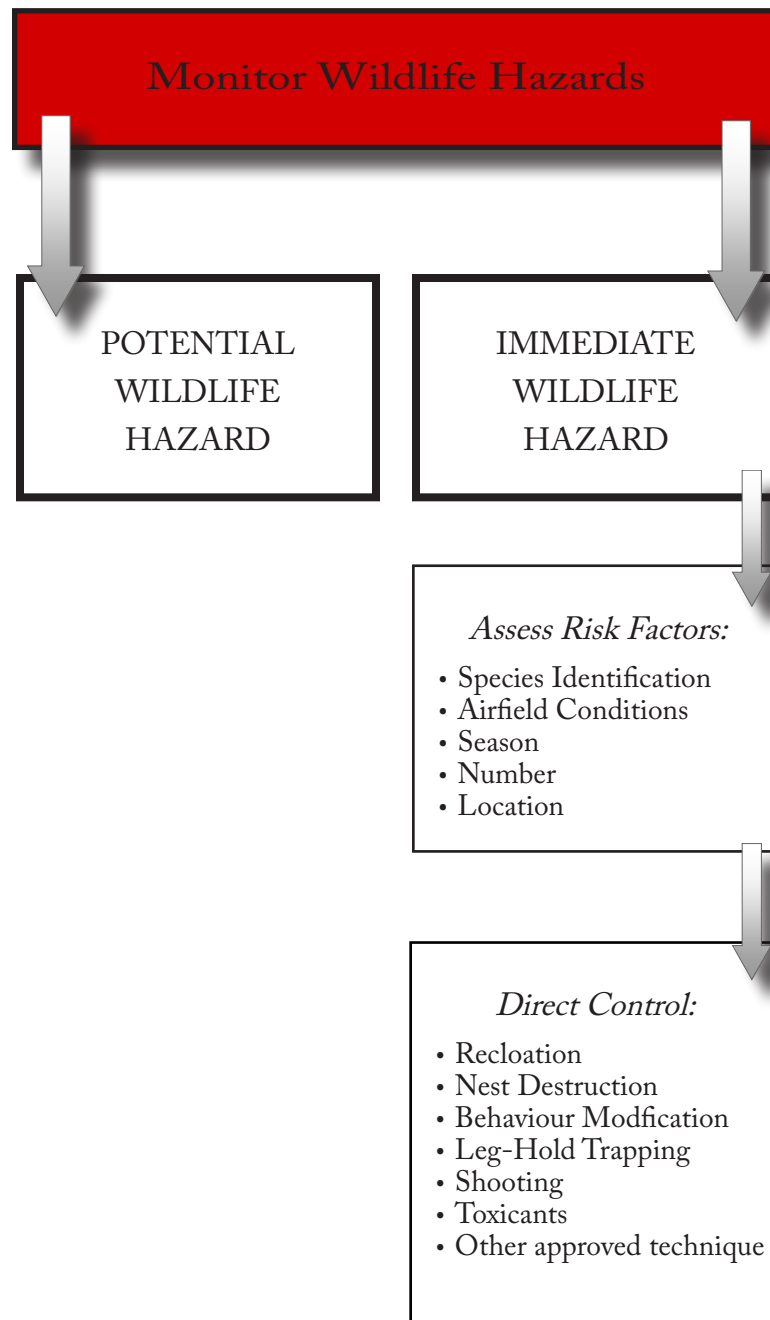 Monitor Wildlife Hazards
POTENTIAL
WILDLIFE
HAZARD
IMMEDIATE
WILDLIFE
HAZARD
Assess Risk Factors:
• Species Identification
• Airfield Conditions
• Season
• Number
• Location
Direct Control:
• Recloation
• Nest Destruction
• Behaviour Modfication
• Leg-Hold Trapping
• Shooting
• Toxicants
• Other approved technique